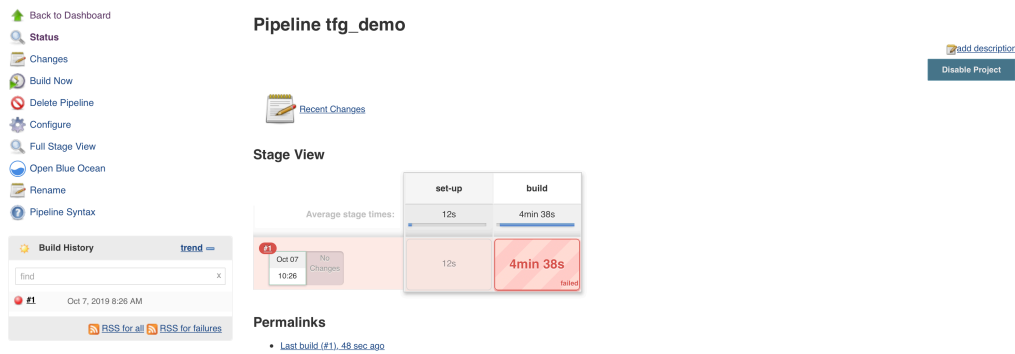 Back to Dashboard
Status
Changes
Build Now
Delete Pipeline
Configure
Full Stage View
Open Blue Ocean
Rename
Pipeline Syntax
Build History
trend
find
x
#1
Oct 7, 2019 8:26 AM
RSS for all
RSS for failures
Pipeline tfg_demo
add description
Disable Project
Recent Changes
Stage View
set-up
build
Average stage times:
12s
4min 38s
#1
Oct 07
10:26
No
Changes
12s
4min 38s
failed
Permalinks
Last build (#1), 48 sec ago